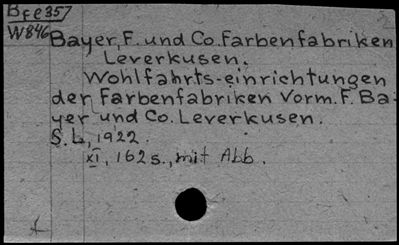 Bfe357
W846
Bayer, F. und Co. Farbenfabriken
Leverkusen.
Wohlfahrts-einrichtungen
der Farbenfabriken Vorm. F. Ba-
yer und Co. Leverkusen.
S. L., 1922.
XI, 162 s., mit Abb.